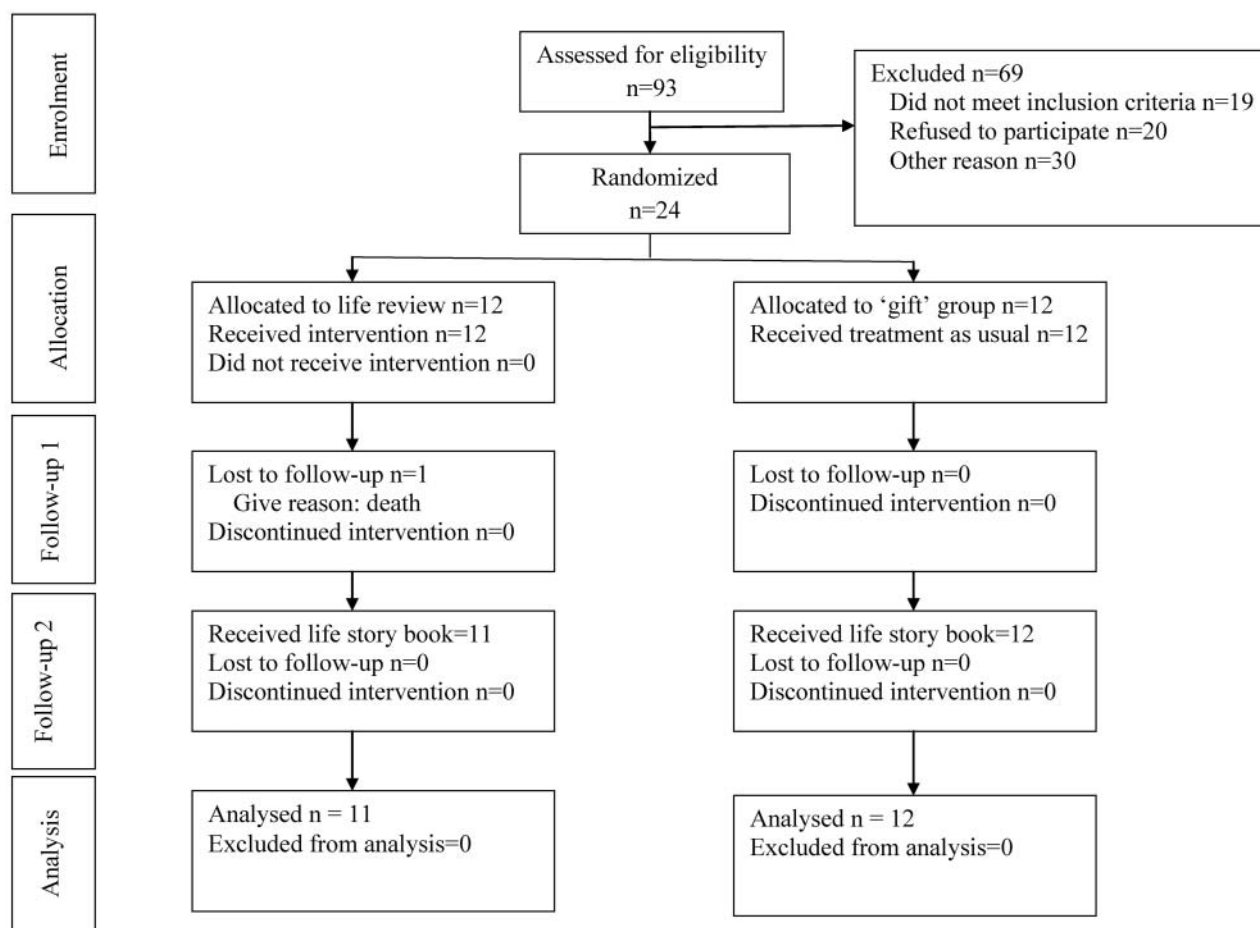 Enrolment
Assessed for eligibility
n=93
Excluded n=69
Did not meet inclusion criteria n=19
Refused to participate n=20
Other reason n=30
Randomized
n=24
Allocation
Allocated to life review n=12
Received intervention n=12
Did not receive intervention n=0
Allocated to ‘gift’ group n=12
Received treatment as usual n=12
Follow-up 1
Lost to follow-up n=1
Give reason: death
Discontinued intervention n=0
Lost to follow-up n=0
Discontinued intervention n=0
Follow-up 2
Received life story book=11
Lost to follow-up n=0
Discontinued intervention n=0
Received life story book=12
Lost to follow-up n=0
Discontinued intervention n=0
Analysis
Analysed n = 11
Excluded from analysis=0
Analysed n = 12
Excluded from analysis=0